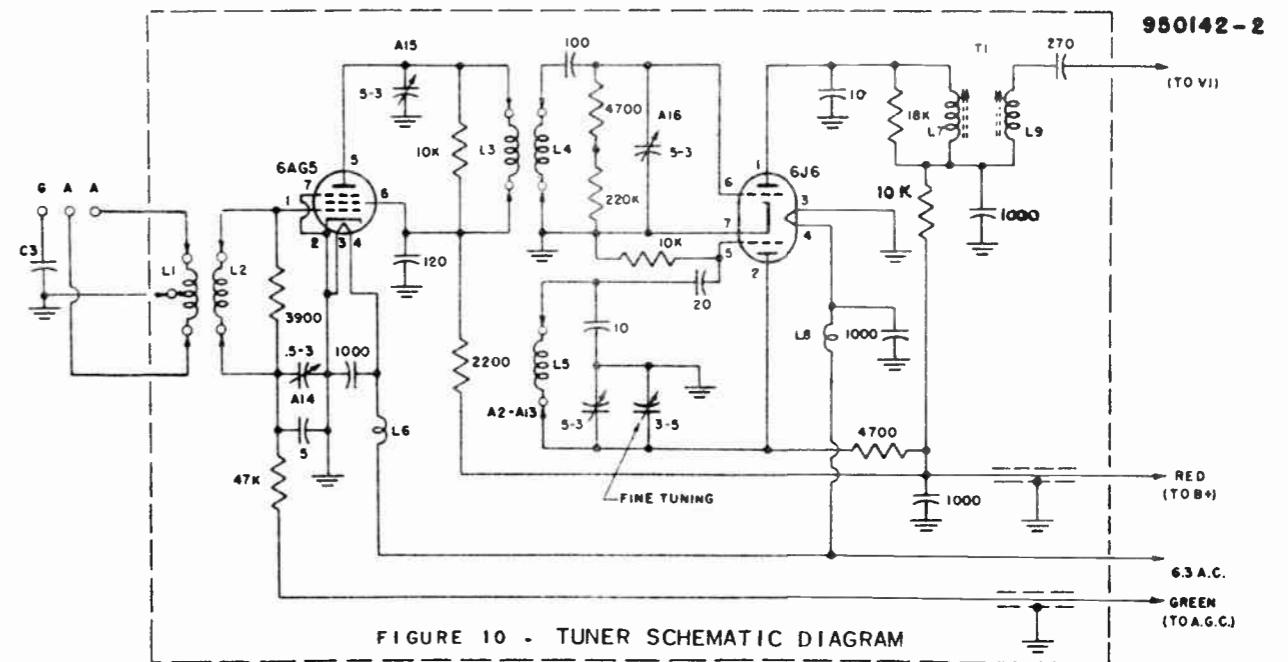 950142-2
A15
5-3
100
T1
270
(TO V1)
10K
L3
L4
4700
A16
5-3
10
18K
L7
L9
6AG5
5
7
1
6
2
3
4
6
1
6J6
3
7
4
5
2
220K
10K
10K
1000
G
A
A
C3
L1
L2
3900
120
20
.5-3
1000
A14
5
L6
2200
10
L5
A2-A13
5-3
3-5
L8
1000
4700
47K
FINE TUNING
1000
RED
(TO B+)
6.3 A.C.
GREEN
(TO A.G.C.)
FIGURE 10 - TUNER SCHEMATIC DIAGRAM